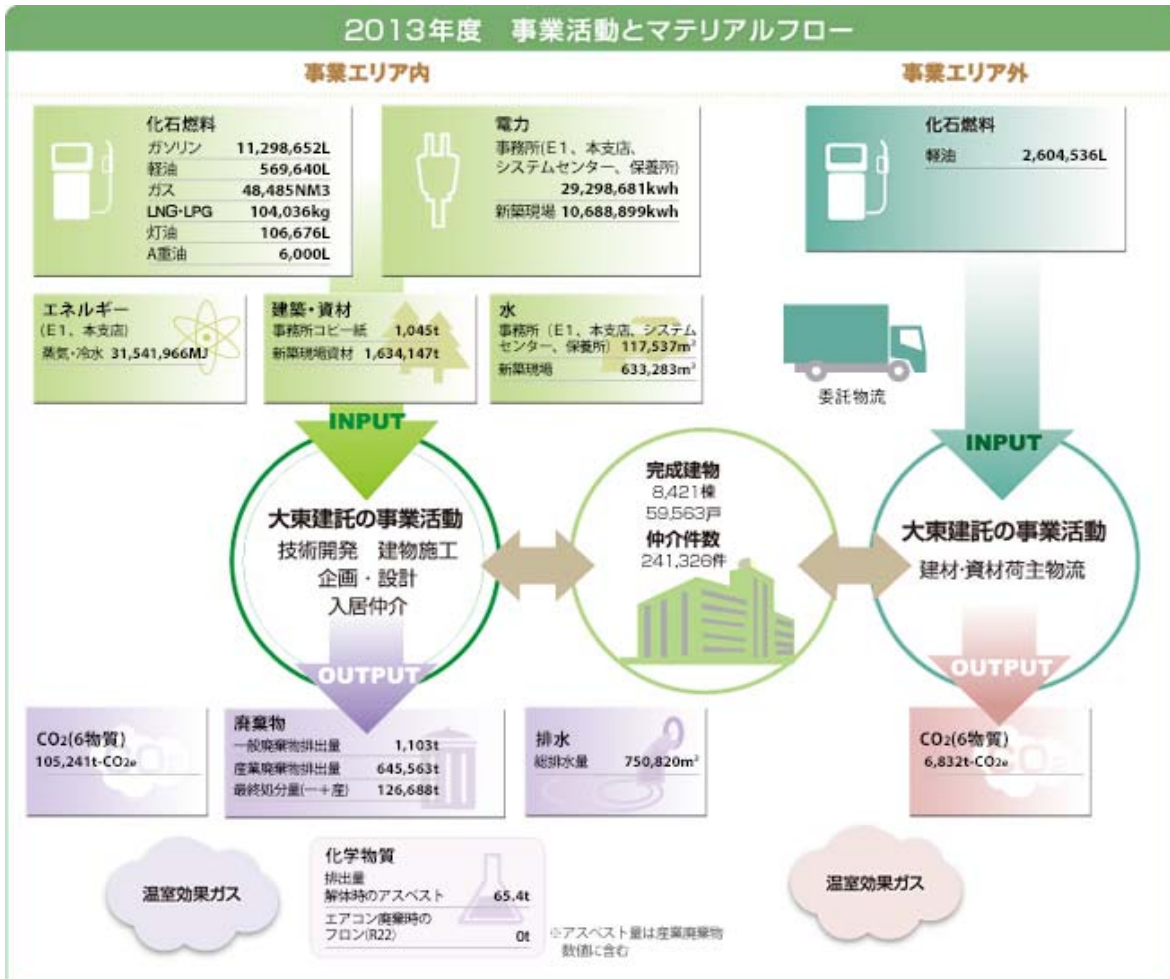 2013年度 事業活動とマテリアルフロー
事業エリア内
事業エリア外
化石燃料
ガソリン 11,298,652L
軽油 569,640L
ガス 48,485NM3
LNG・LPG 104,036kg
灯油 106,676L
A重油 6,000L
電力
事務所(E1、本支店、
システムセンター、保養所)
29,298,681kwh
新築現場 10,688,899kwh
化石燃料
軽油 2,604,536L
エネルギー
(E1、本支店)
蒸気・冷水 31,541,966MJ
建築・資材
事務所コピー紙 1,045t
新築現場資材 1,634,147t
水
事務所(E1、本支店、システム
センター、保養所) 117,537m³
新築現場 633,283m³
委託物流
INPUT
大東建託の事業活動
技術開発 建物施工
企画・設計
入居仲介
OUTPUT
完成建物
8,421棟
59,563戸
仲介件数
241,326件
INPUT
大東建託の事業活動
建材・資材荷主物流
OUTPUT
CO2(6物質)
105,241t-CO2e
廃棄物
一般廃棄物排出量 1,103t
産業廃棄物排出量 645,563t
最終処分量(一+産) 126,688t
排水
総排水量 750,820m³
CO2(6物質)
6,832t-CO2e
温室効果ガス
化学物質
排出量
解体時のアスベスト 65.4t
エアコン廃棄時の
フロン(R22) 0t
※アスベスト量は産業廃棄物
数値に含む
温室効果ガス